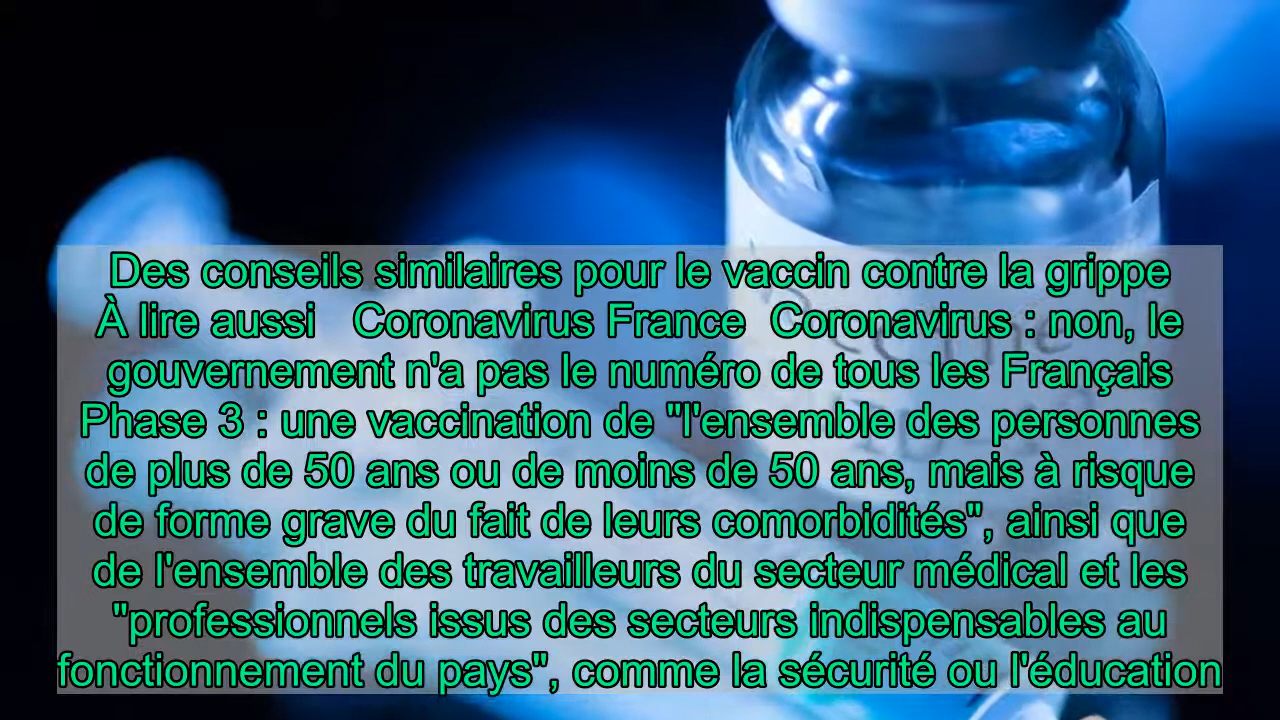 Des conseils similaires pour le vaccin contre la grippe
À lire aussi   Coronavirus France  Coronavirus : non, le
gouvernement n'a pas le numéro de tous les Français
Phase 3 : une vaccination de "l'ensemble des personnes
de plus de 50 ans ou de moins de 50 ans, mais à risque
de forme grave du fait de leurs comorbidités", ainsi que
de l'ensemble des travailleurs du secteur médical et les
"professionnels issus des secteurs indispensables au
fonctionnement du pays", comme la sécurité ou l'éducation